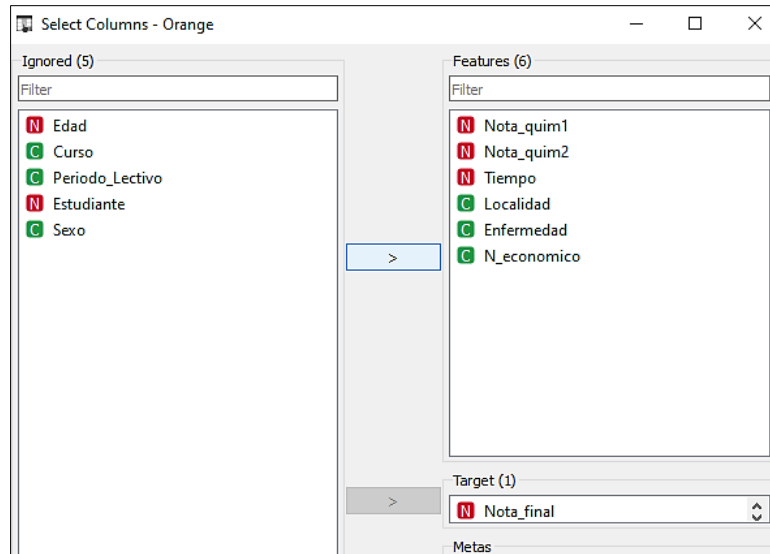 Select Columns - Orange
Ignored (5)
Filter
N Edad
C Curso
C Periodo_Lectivo
N Estudiante
C Sexo
>
>
Features (6)
Filter
N Nota_quim1
N Nota_quim2
N Tiempo
C Localidad
C Enfermedad
C N_economico
Target (1)
N Nota_final
Metas